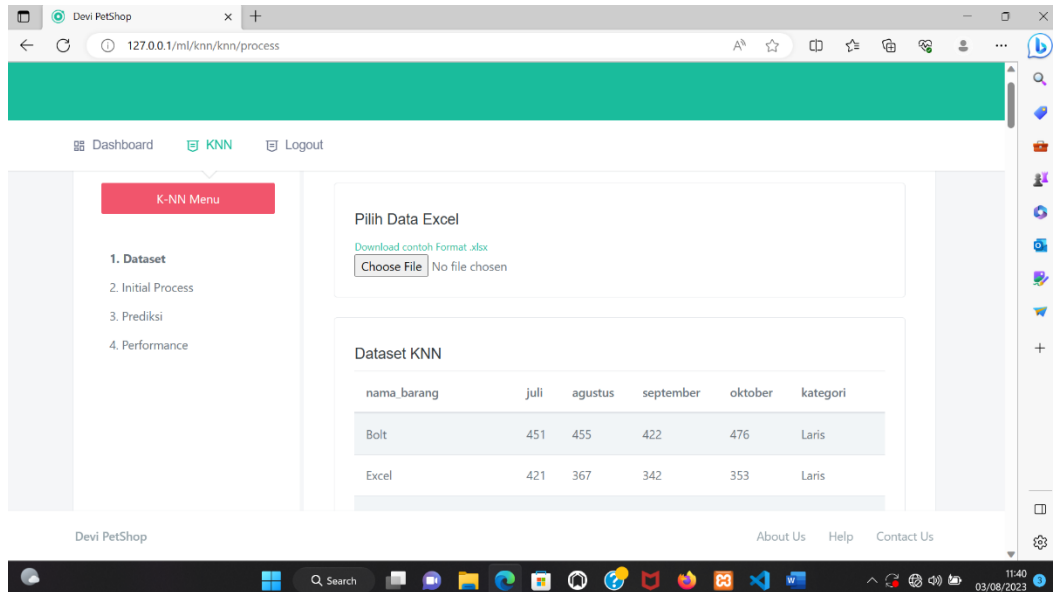 Devi PetShop
127.0.0.1/ml/knn/knn/process
Dashboard KNN Logout
K-NN Menu
1. Dataset
2. Initial Process
3. Prediksi
4. Performance
Pilih Data Excel
Download contoh Format .xlsx
Choose File No file chosen
Dataset KNN
nama_barang juli agustus september oktober kategori
Bolt 451 455 422 476 Laris
Excel 421 367 342 353 Laris
Devi PetShop About Us Help Contact Us
Search
11:40
03/08/2023
3